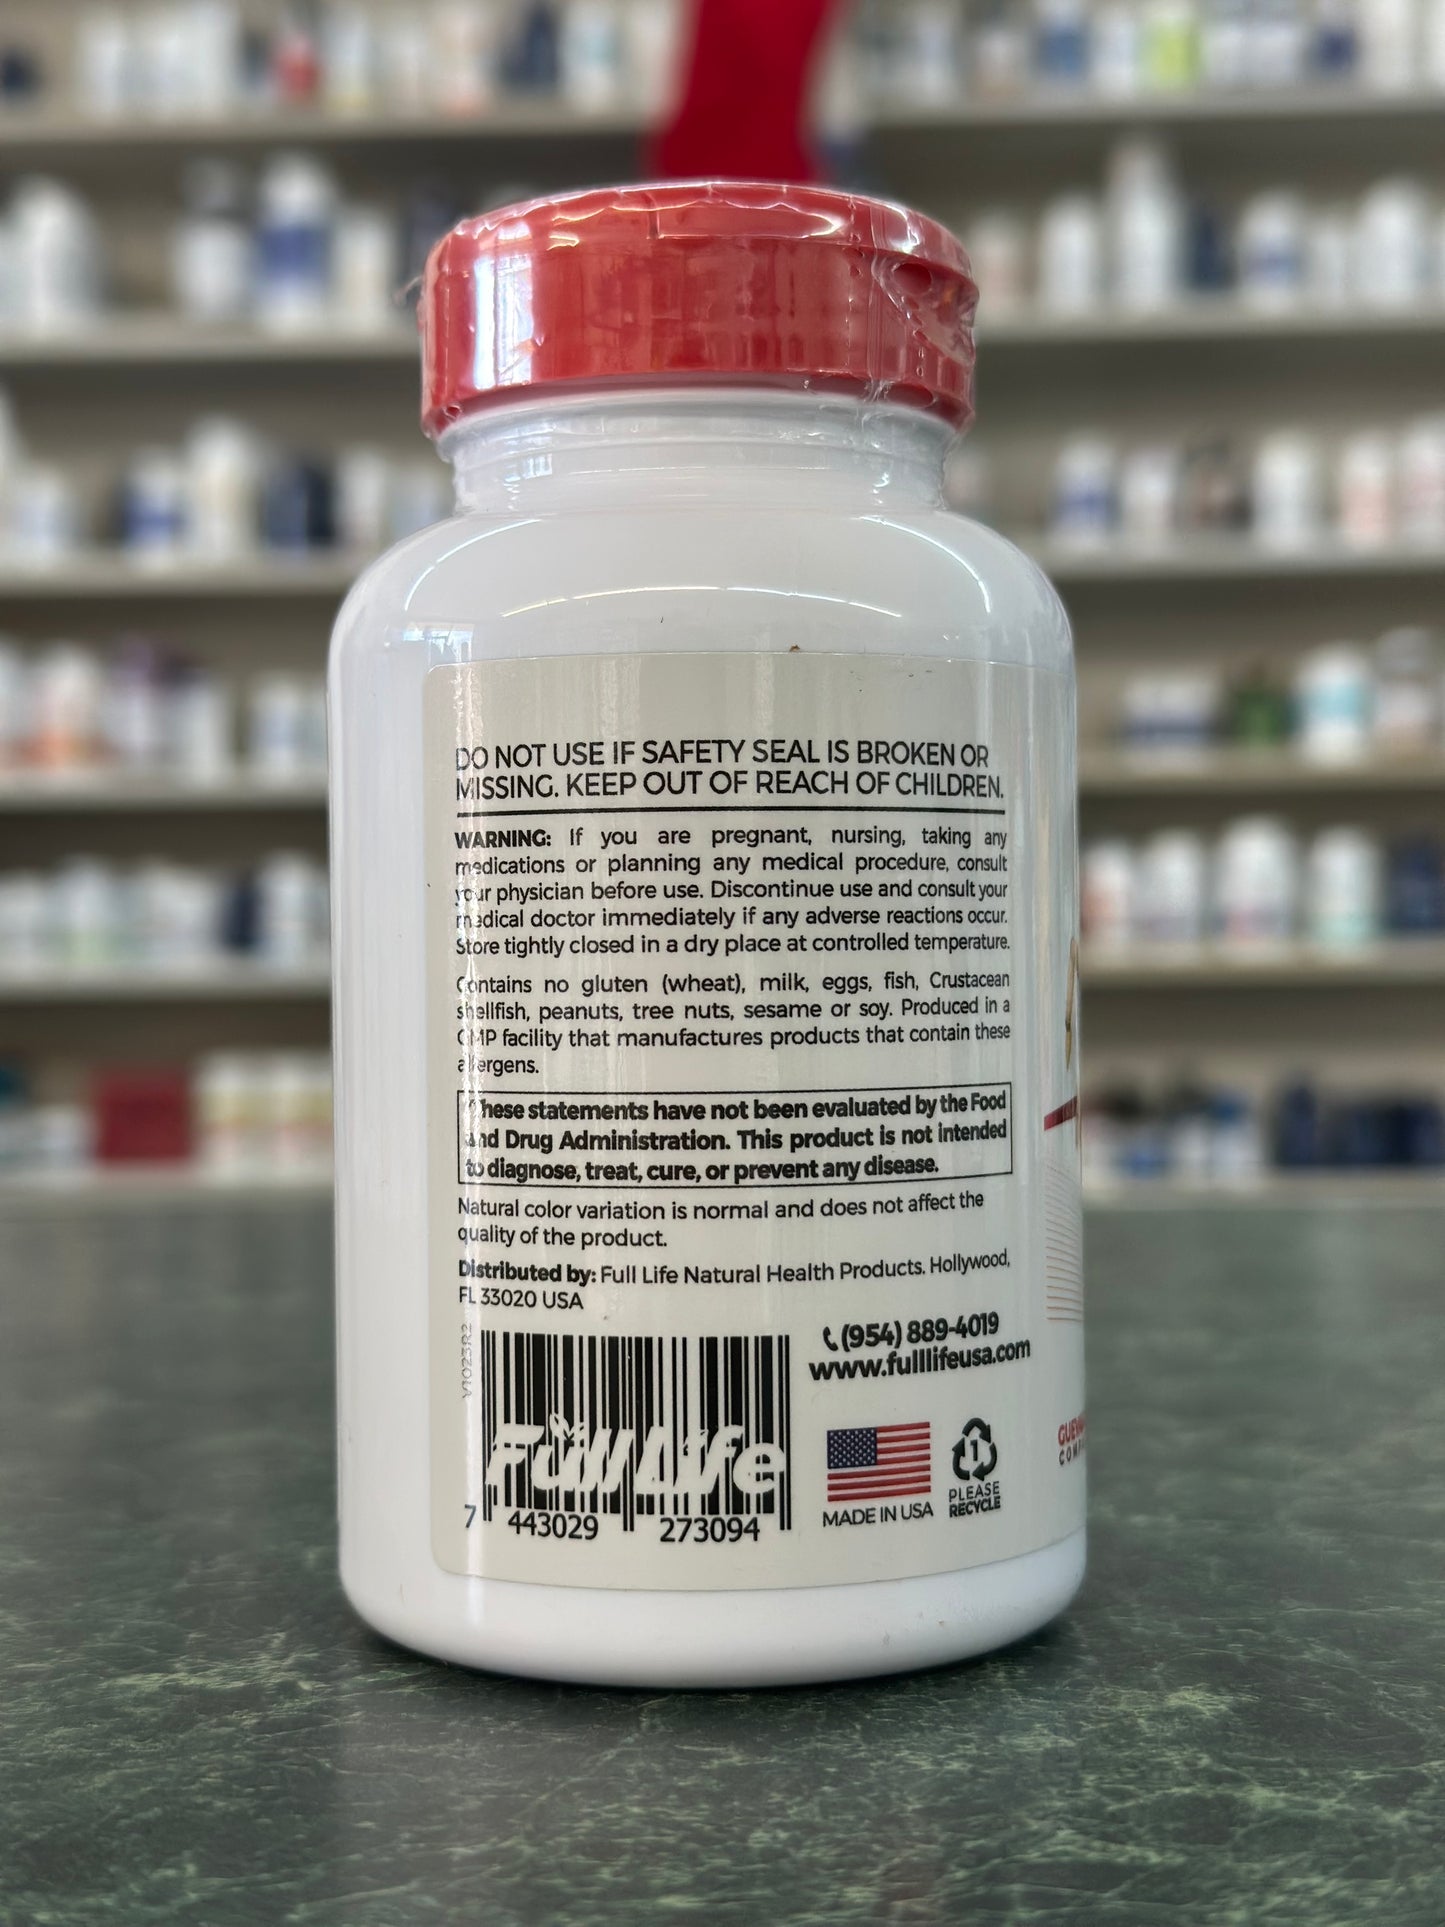 DO NOT USE IF SAFETY SEAL IS BROKEN OR
MISSING. KEEP OUT OF REACH OF CHILDREN.
WARNING: If you are pregnant, nursing, taking any
medications or planning any medical procedure, consult
your physician before use. Discontinue use and consult your
medical doctor immediately if any adverse reactions occur.
Store tightly closed in a dry place at controlled temperature.
Contains no gluten (wheat), milk, eggs, fish, Crustacean
shellfish, peanuts, tree nuts, sesame or soy. Produced in a
GMP facility that manufactures products that contain these
allergens.
These statements have not been evaluated by the Food
and Drug Administration. This product is not intended
to diagnose, treat, cure, or prevent any disease.
Natural color variation is normal and does not affect the
quality of the product.
Distributed by: Full Life Natural Health Products. Hollywood,
FL 33020 USA
V1023R2
(954) 889-4019
www.fulllifeusa.com
Full Life
7 443029 273094
MADE IN USA
1
PLEASE
RECYCLE